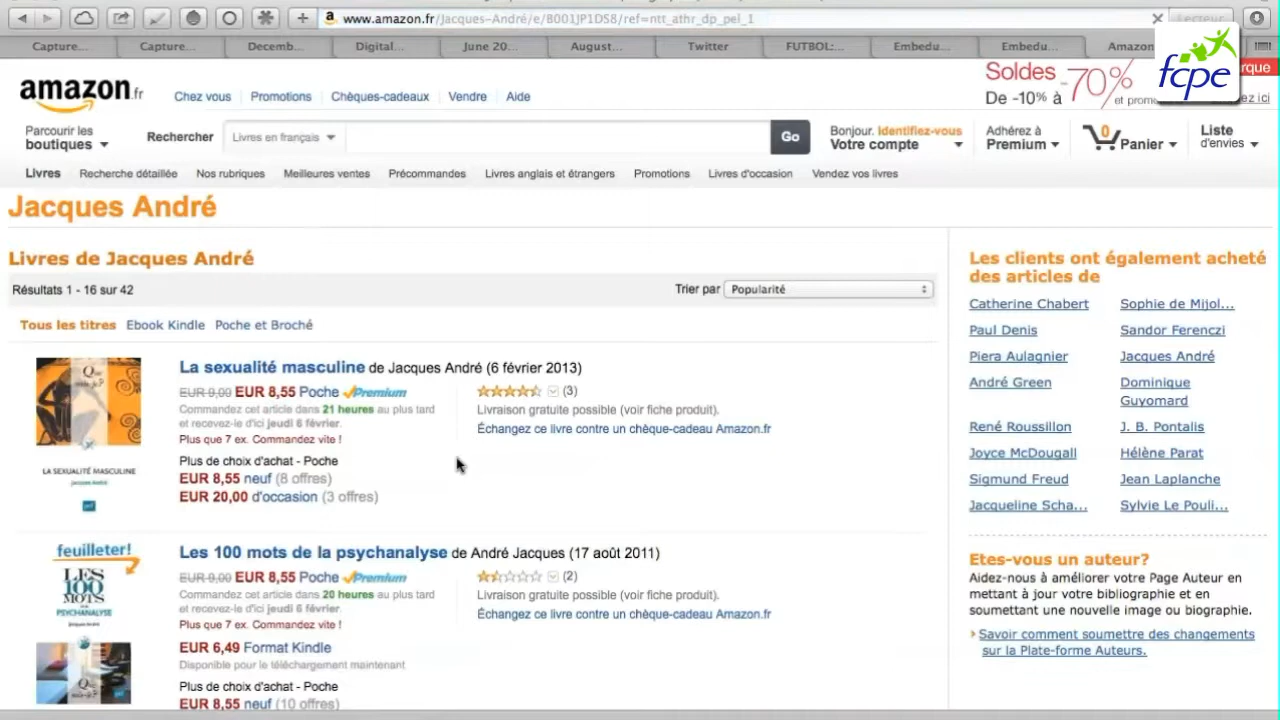 www.amazon.fr/Jacques-André/e/B001JP1DS8/ref=ntt_athr_dp_pel_1
Capture... Capture... Decemb... Digital... June 20... August... Twitter FUTBOL:... Embedu... Embedu... Amazon
fcpe
amazon.fr
Chez vous Promotions Chèques-cadeaux Vendre Aide
Soldes -70%
De -10% à
Parcourir les
boutiques
Rechercher Livres en français Go
Bonjour. Identifiez-vous
Votre compte
Adhérez à
Premium
0
Panier
Liste
d'envies
Livres Recherche détaillée Nos rubriques Meilleures ventes Précommandes Livres anglais et étrangers Promotions Livres d'occasion Vendez vos livres
Jacques André
Livres de Jacques André
Résultats 1 - 16 sur 42
Trier par Popularité
Tous les titres Ebook Kindle Poche et Broché
La sexualité masculine de Jacques André (6 février 2013)
EUR 9,00 EUR 8,55 Poche Premium
Commandez cet article dans 21 heures au plus tard
et recevez-le d'ici jeudi 6 février.
Plus que 7 ex. Commandez vite !
(3)
Livraison gratuite possible (voir fiche produit).
Échangez ce livre contre un chèque-cadeau Amazon.fr
Plus de choix d'achat - Poche
EUR 8,55 neuf (8 offres)
EUR 20,00 d'occasion (3 offres)
LA SEXUALITÉ MASCULINE
Jacques André
feuilleter!
LES
100
MOTS
PSYCHANALYSE
Les 100 mots de la psychanalyse de André Jacques (17 août 2011)
EUR 9,00 EUR 8,55 Poche Premium
Commandez cet article dans 20 heures au plus tard
et recevez-le d'ici jeudi 6 février.
Plus que 7 ex. Commandez vite !
(2)
Livraison gratuite possible (voir fiche produit).
Échangez ce livre contre un chèque-cadeau Amazon.fr
EUR 6,49 Format Kindle
Disponible pour le téléchargement maintenant
Plus de choix d'achat - Poche
EUR 8,55 neuf (10 offres)
Les clients ont également acheté
des articles de
Catherine Chabert Sophie de Mijol...
Paul Denis Sandor Ferenczi
Piera Aulagnier Jacques André
André Green Dominique
Guyomard
René Roussillon J. B. Pontalis
Joyce McDougall Hélène Parat
Sigmund Freud Jean Laplanche
Jacqueline Scha... Sylvie Le Pouli...
Etes-vous un auteur?
Aidez-nous à améliorer votre Page Auteur en
mettant à jour votre bibliographie et en
soumettant une nouvelle image ou biographie.
Savoir comment soumettre des changements
sur la Plate-forme Auteurs.